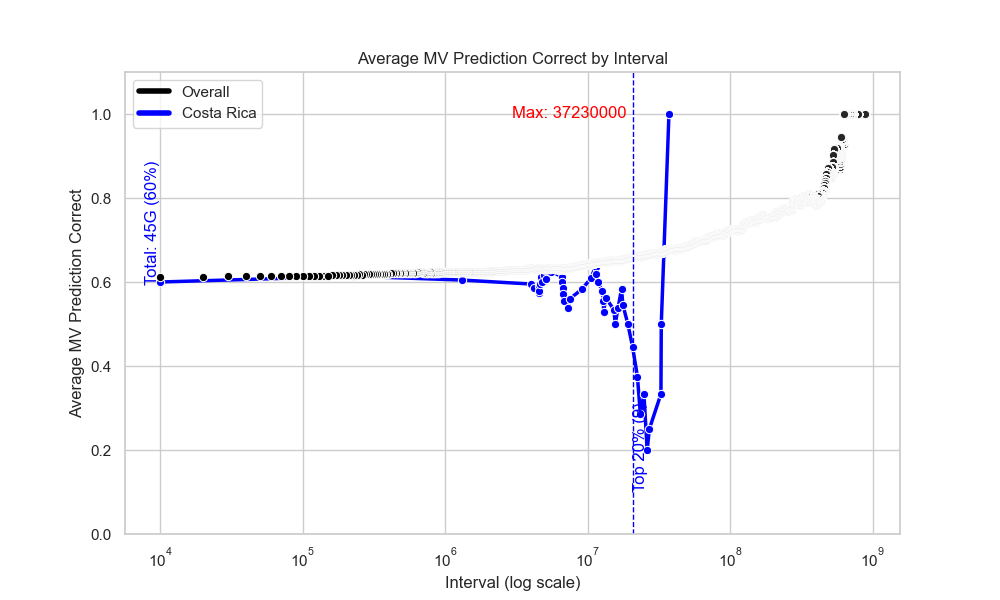 Average MV Prediction Correct by Interval
Overall
Costa Rica
Max: 37230000
Total: 45G (60%)
Top 20%
Average MV Prediction Correct
1.0
0.8
0.6
0.4
0.2
0.0
10^4
10^5
10^6
10^7
10^8
10^9
Interval (log scale)